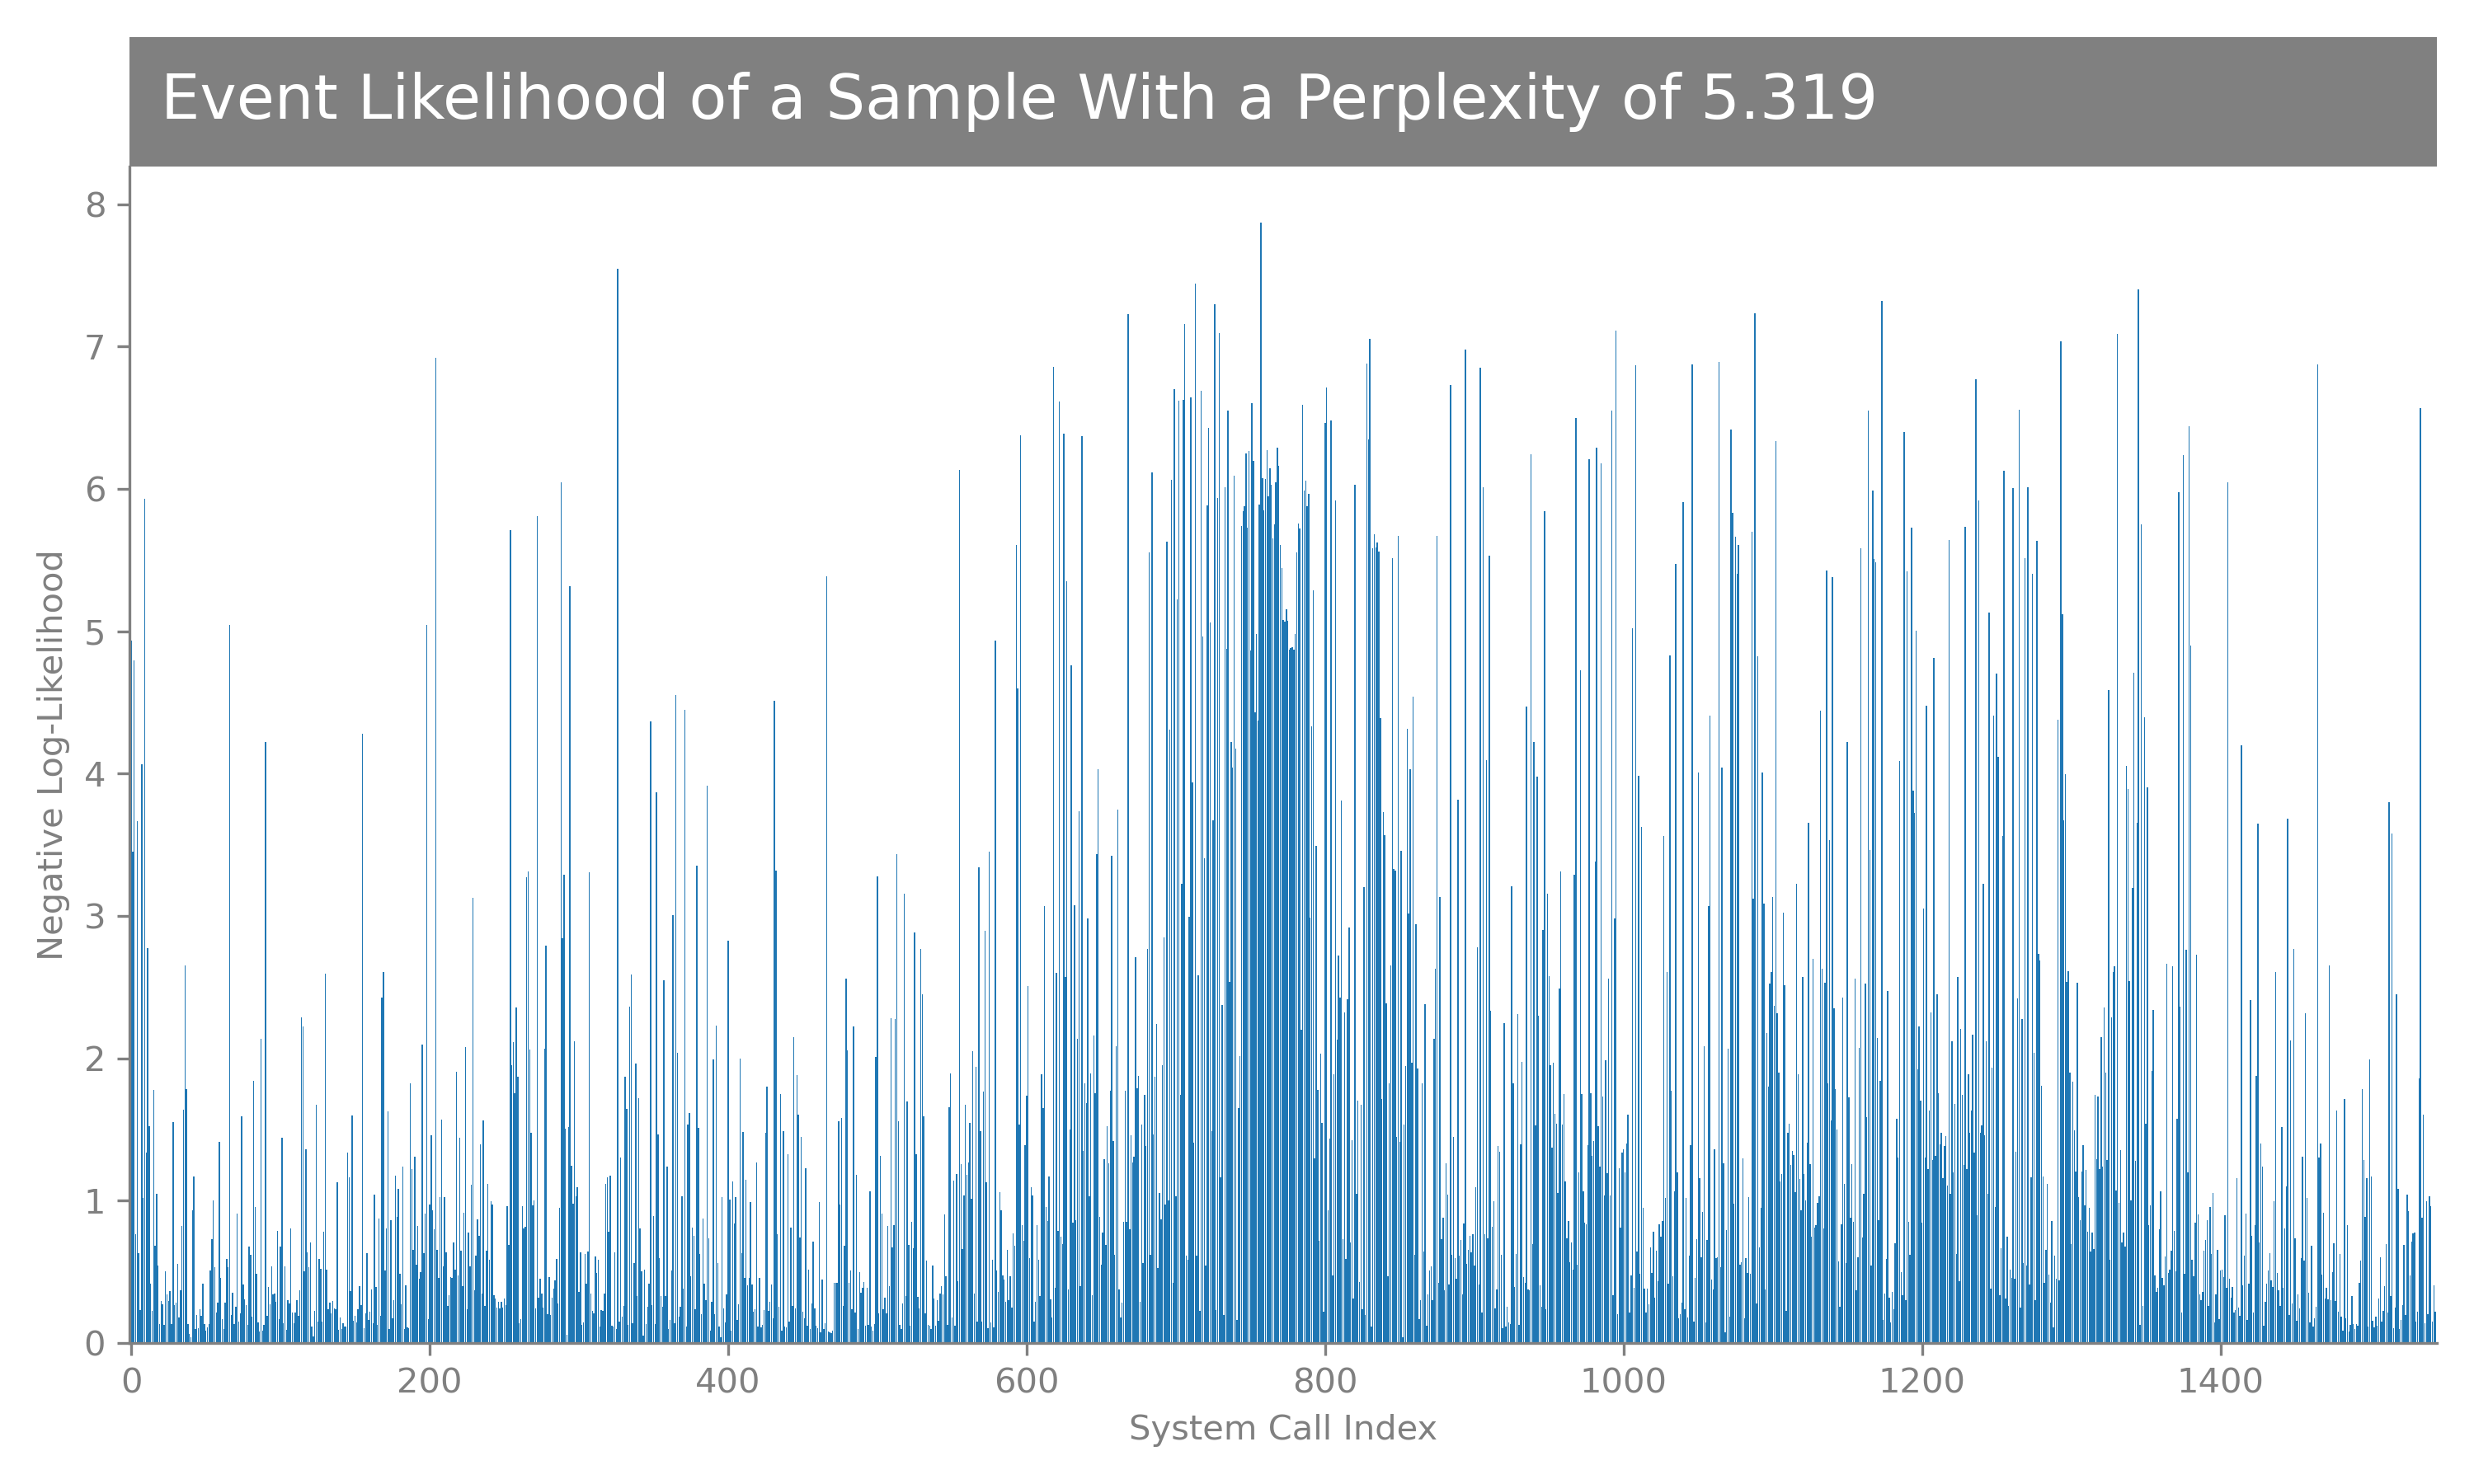 Event Likelihood of a Sample With a Perplexity of 5.319
8
7
6
5
4
3
2
1
0
Negative Log-Likelihood
0 200 400 600 800 1000 1200 1400
System Call Index